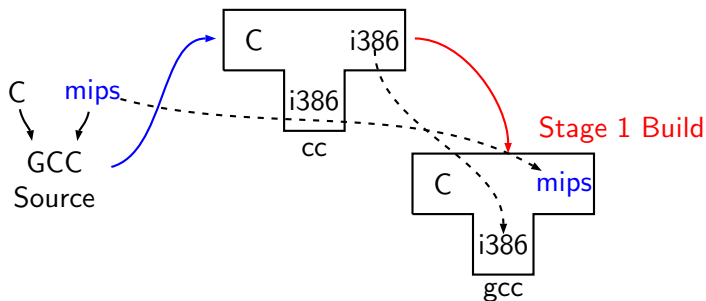 C i386
i386
cc
C mips
GCC
Source
Stage 1 Build
C mips
i386
gcc